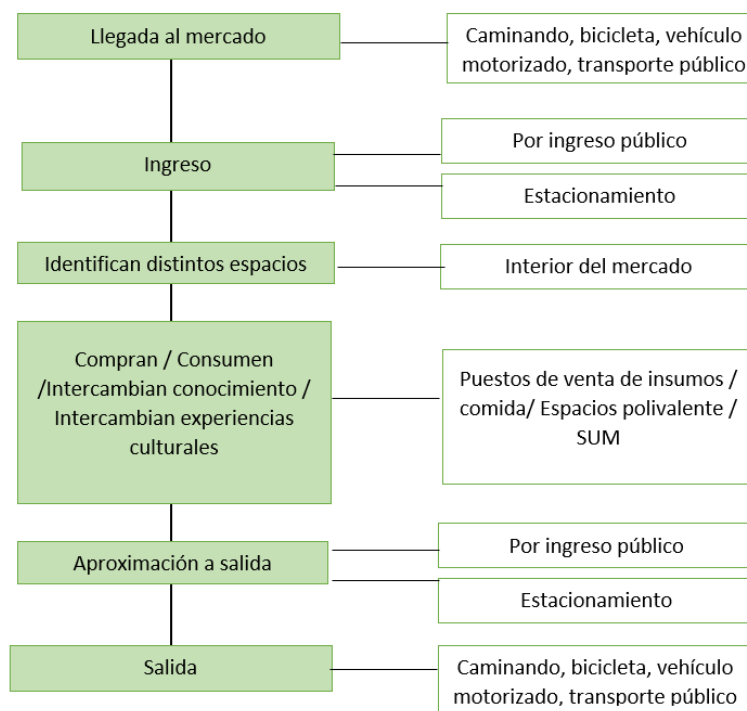 Llegada al mercado
Caminando, bicicleta, vehículo
motorizado, transporte público
Ingreso
Por ingreso público
Estacionamiento
Identifican distintos espacios
Interior del mercado
Compran / Consumen
/Intercambian conocimiento /
Intercambian experiencias
culturales
Puestos de venta de insumos /
comida/ Espacios polivalente /
SUM
Aproximación a salida
Por ingreso público
Estacionamiento
Salida
Caminando, bicicleta, vehículo
motorizado, transporte público